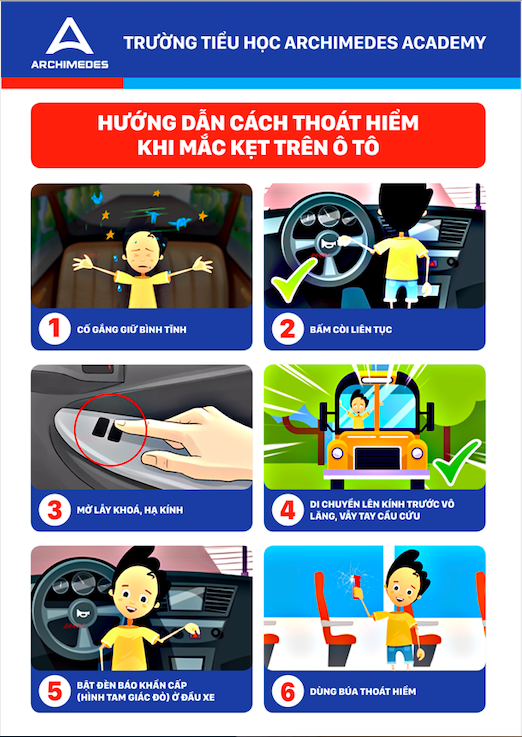 ARCHIMEDES
TRƯỜNG TIỂU HỌC ARCHIMEDES ACADEMY
HƯỚNG DẪN CÁCH THOÁT HIỂM
KHI MẮC KẸT TRÊN Ô TÔ
1 CỐ GẮNG GIỮ BÌNH TĨNH
2 BẤM CÒI LIÊN TỤC
3 MỞ LẪY KHOÁ, HẠ KÍNH
4 DI CHUYỂN LÊN KÍNH TRƯỚC VÔ
LĂNG, VẪY TAY CẦU CỨU
5 BẬT ĐÈN BÁO KHẨN CẤP
(HÌNH TAM GIÁC ĐỎ) Ở ĐẦU XE
6 DÙNG BÚA THOÁT HIỂM